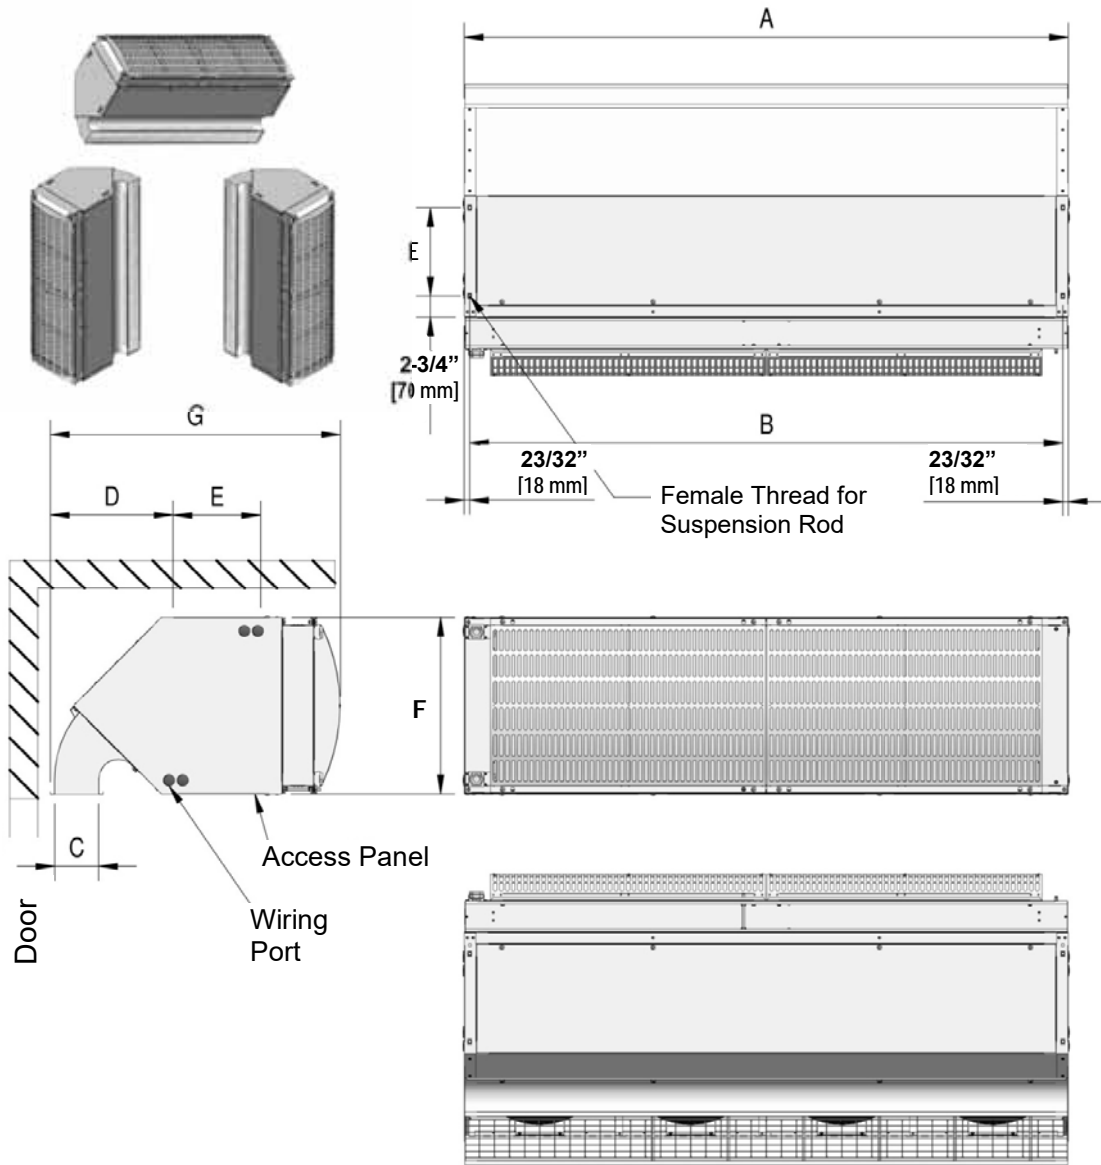 A
E
2-3/4”
[70 mm]
B
23/32”
[18 mm]
23/32”
[18 mm]
Female Thread for
Suspension Rod
G
D
E
F
C
Access Panel
Wiring
Port
Door